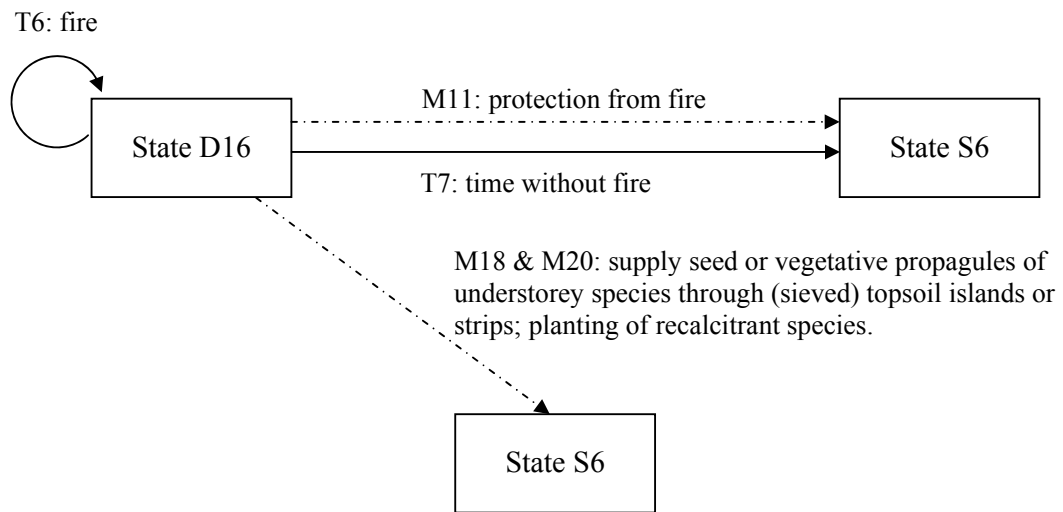 T6: fire
M11: protection from fire
State D16
State S6
T7: time without fire
M18 & M20: supply seed or vegetative propagules of
understorey species through (sieved) topsoil islands or
strips; planting of recalcitrant species.
State S6